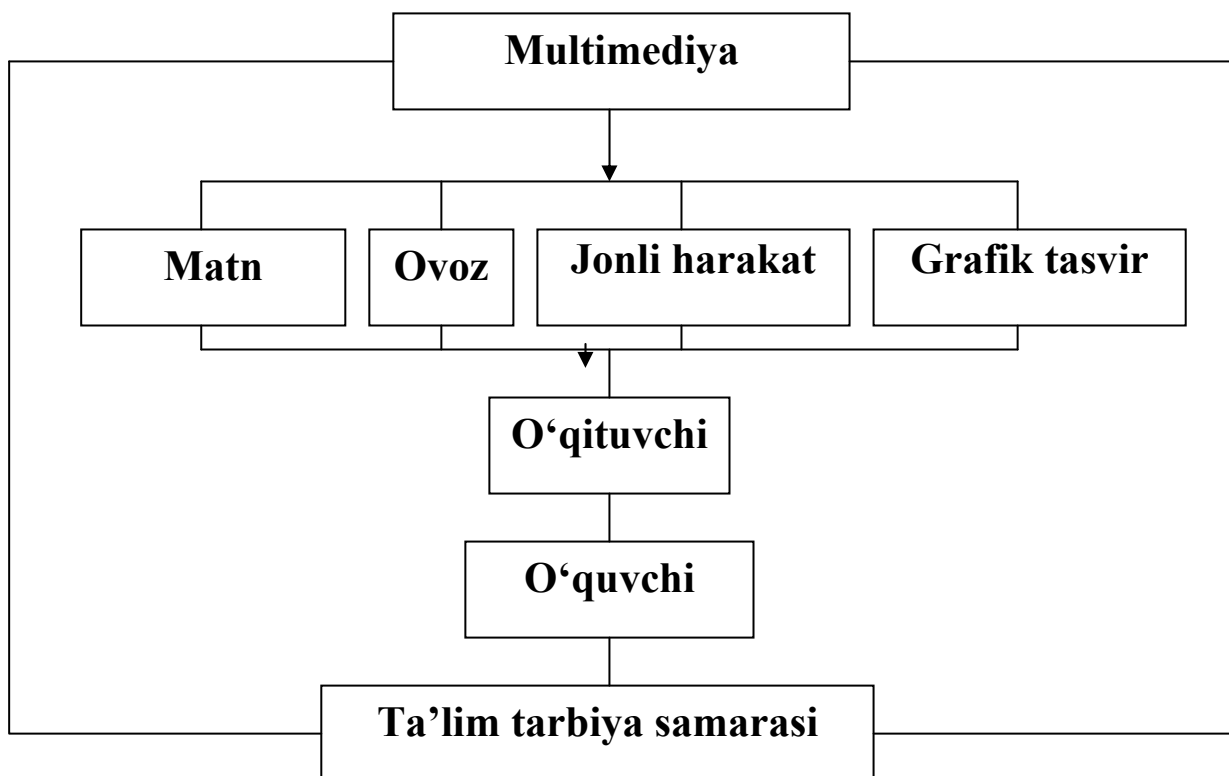 Multimediya
Matn
Ovoz
Jonli harakat
Grafik tasvir
O‘qituvchi
O‘quvchi
Ta’lim tarbiya samarasi